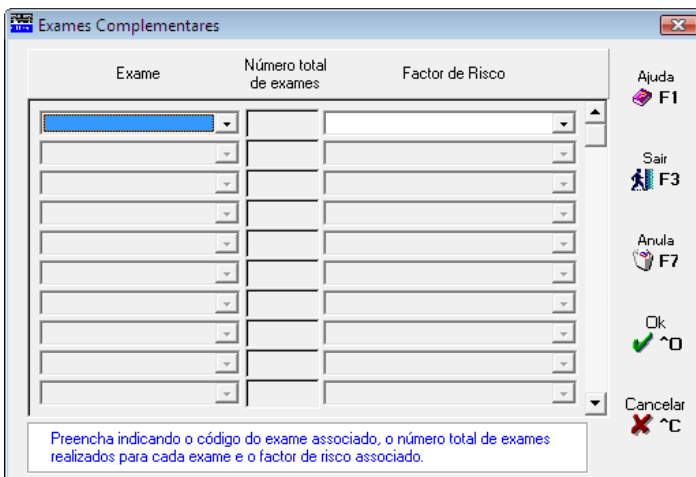 Exames Complementares
Exame
Número total
de exames
Factor de Risco
Ajuda
F1
Sair
F3
Anula
F7
Ok
^O
Cancelar
^C
Preencha indicando o código do exame associado, o número total de exames
realizados para cada exame e o factor de risco associado.